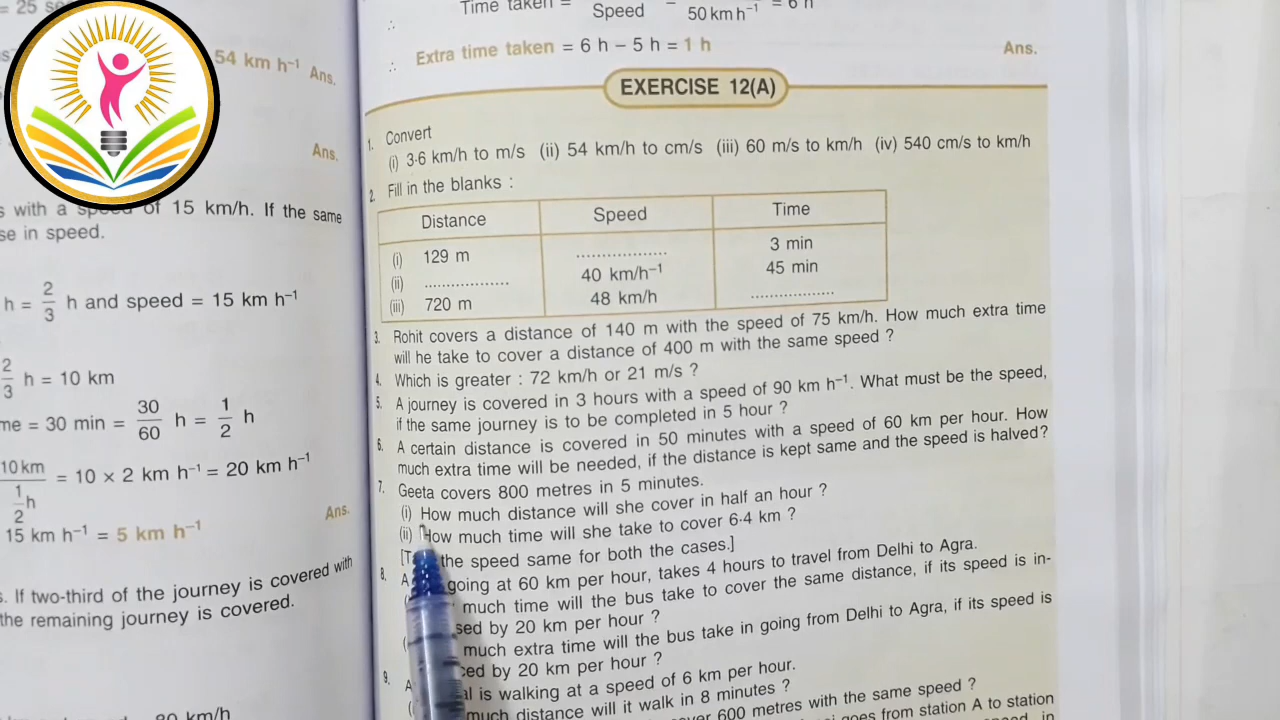 = 25
54 km h⁻¹ Ans.
Ans.
s with a speed of 15 km/h. If the same
se in speed.
h = 2/3 h and speed = 15 km h⁻¹
2/3 h = 10 km
me = 30 min = 30/60 h = 1/2 h
10 km / 1/2 h = 10 × 2 km h⁻¹ = 20 km h⁻¹
Ans.
15 km h⁻¹ = 5 km h⁻¹
s. If two-third of the journey is covered with
the remaining journey is covered.
km/h
Time taken = / Speed = / 50 km h⁻¹ = 6 h
∴ Extra time taken = 6 h – 5 h = 1 h Ans.
EXERCISE 12(A)
1. Convert
(i) 3·6 km/h to m/s (ii) 54 km/h to cm/s (iii) 60 m/s to km/h (iv) 540 cm/s to km/h
2. Fill in the blanks :
Distance Speed Time
(i) 129 m .................. 3 min
(ii) .................. 40 km/h⁻¹ 45 min
(iii) 720 m 48 km/h ..................
3. Rohit covers a distance of 140 m with the speed of 75 km/h. How much extra time
will he take to cover a distance of 400 m with the same speed ?
4. Which is greater : 72 km/h or 21 m/s ?
5. A journey is covered in 3 hours with a speed of 90 km h⁻¹. What must be the speed,
if the same journey is to be completed in 5 hour ?
6. A certain distance is covered in 50 minutes with a speed of 60 km per hour. How
much extra time will be needed, if the distance is kept same and the speed is halved?
7. Geeta covers 800 metres in 5 minutes.
(i) How much distance will she cover in half an hour ?
(ii) How much time will she take to cover 6·4 km ?
the speed same for both the cases.]
8. A going at 60 km per hour, takes 4 hours to travel from Delhi to Agra.
much time will the bus take to cover the same distance, if its speed is in-
sed by 20 km per hour ?
much extra time will the bus take in going from Delhi to Agra, if its speed is
ced by 20 km per hour ?
9. A al is walking at a speed of 6 km per hour.
much distance will it walk in 8 minutes ?
600 metres with the same speed ?
goes from station A to station
in